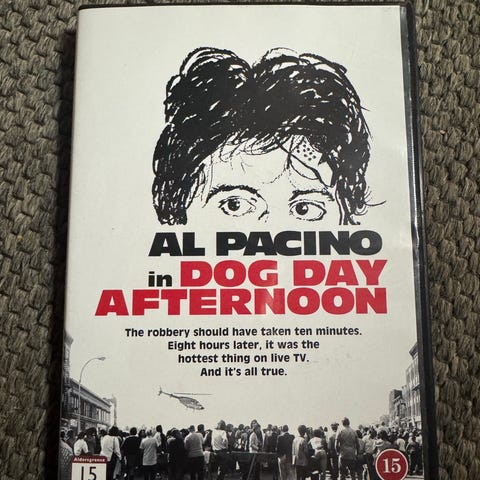 AL PACINO
in DOG DAY
AFTERNOON
The robbery should have taken ten minutes.
Eight hours later, it was the
hottest thing on live TV.
And it's all true.
Aldersgrense
15
15